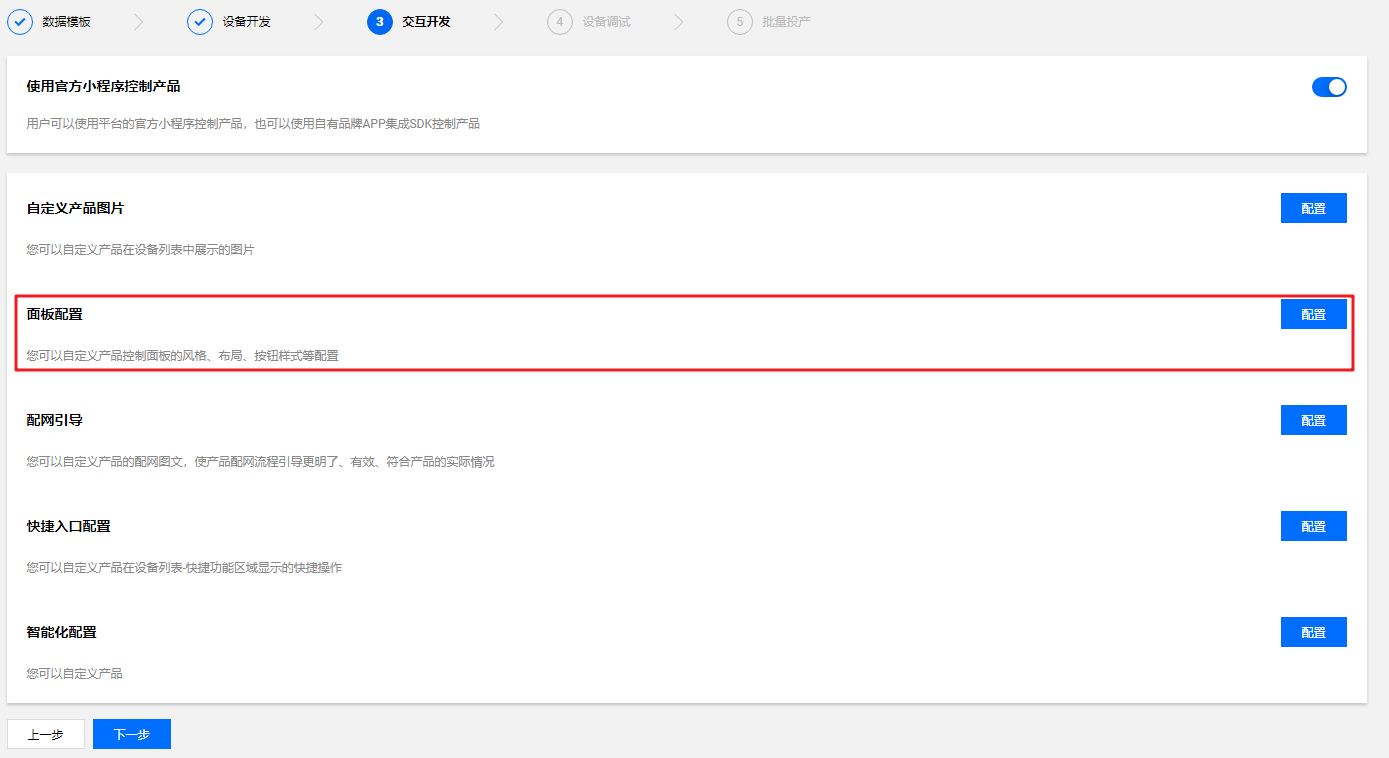 数据模板 设备开发 3 交互开发 4 设备调试 5 批量投产
使用官方小程序控制产品
用户可以使用平台的官方小程序控制产品，也可以使用自有品牌APP集成SDK控制产品
自定义产品图片 配置
您可以自定义产品在设备列表中展示的图片
面板配置 配置
您可以自定义产品控制面板的风格、布局、按钮样式等配置
配网引导 配置
您可以自定义产品的配网图文，使产品配网流程引导更明了、有效、符合产品的实际情况
快捷入口配置 配置
您可以自定义产品在设备列表-快捷功能区域显示的快捷操作
智能化配置 配置
您可以自定义产品
上一步 下一步